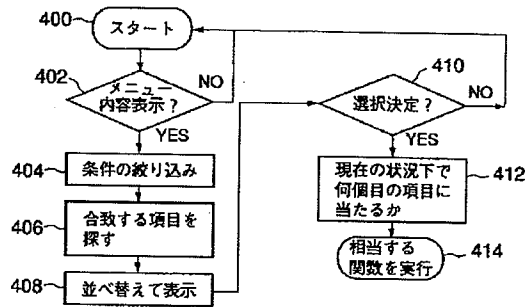 400
スタート
402
メニュー
内容表示？
NO
YES
404
条件の絞り込み
406
合致する項目を
探す
408
並べ替えて表示
410
選択決定？
NO
YES
412
現在の状況下で
何個目の項目に
当たるか
414
相当する
関数を実行